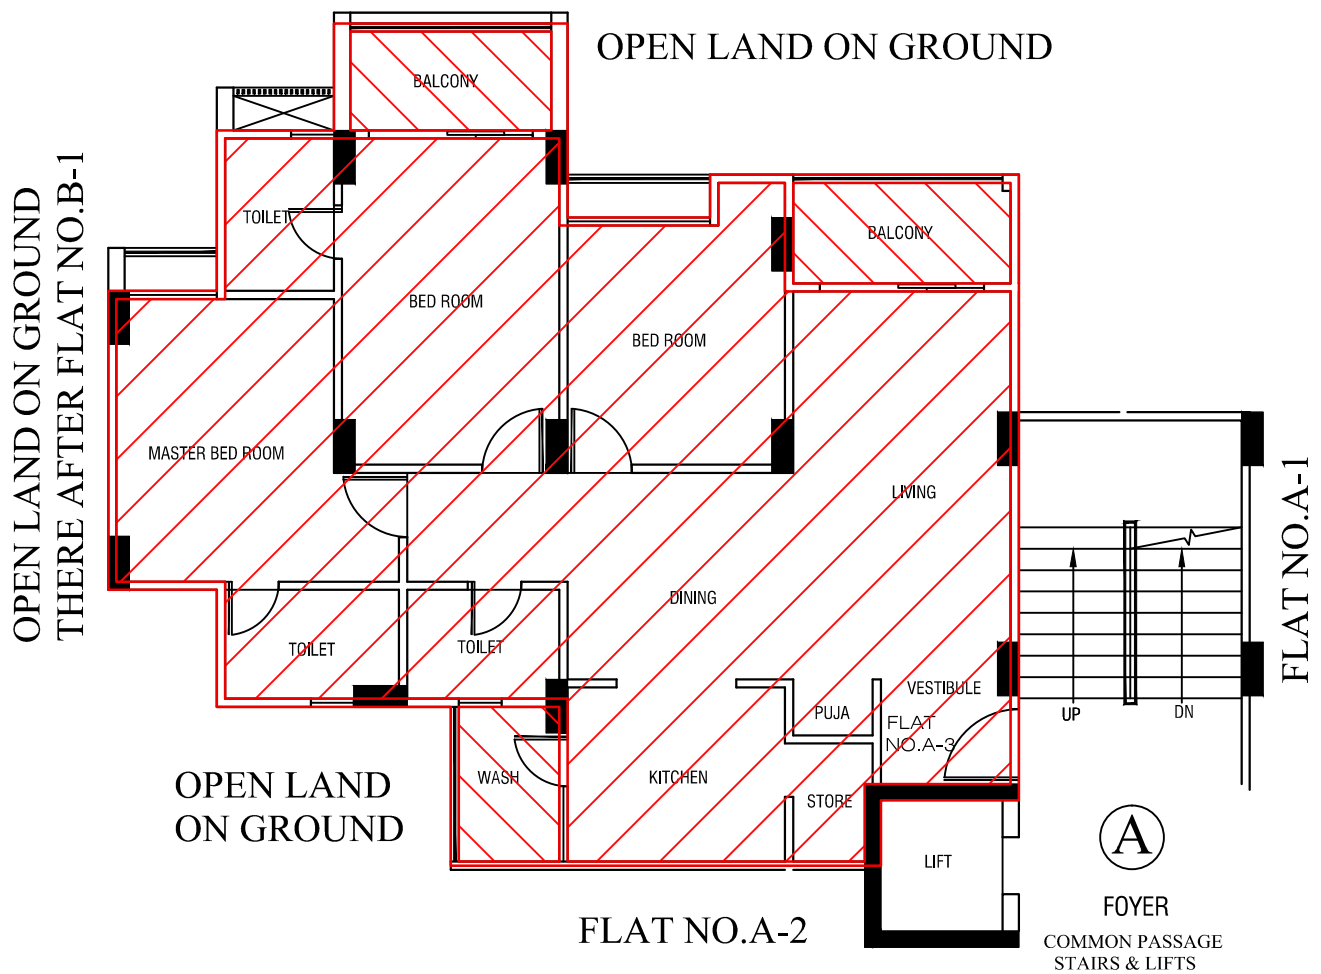 OPEN LAND ON GROUND
BALCONY
OPEN LAND ON GROUND
THERE AFTER FLAT NO.B-1
TOILET
BALCONY
BED ROOM
BED ROOM
MASTER BED ROOM
LIVING
FLAT NO.A-1
DINING
TOILET
TOILET
VESTIBULE
PUJA
FLAT
NO.A-3
UP
DN
WASH
KITCHEN
STORE
OPEN LAND
ON GROUND
A
LIFT
FOYER
FLAT NO.A-2
COMMON PASSAGE
STAIRS & LIFTS